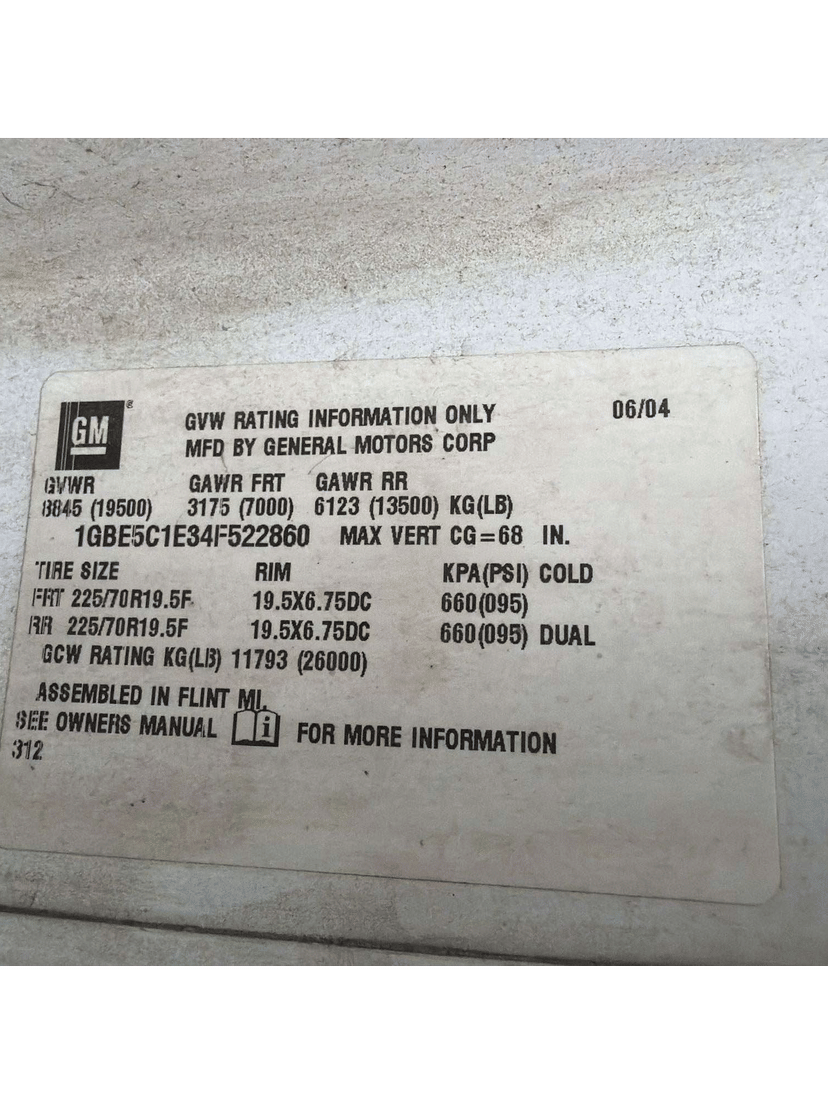 GM ® GVW RATING INFORMATION ONLY 06/04
MFD BY GENERAL MOTORS CORP
GVWR GAWR FRT GAWR RR
8845 (19500) 3175 (7000) 6123 (13500) KG(LB)
1GBE5C1E34F522860 MAX VERT CG=68 IN.
TIRE SIZE RIM KPA(PSI) COLD
FRT 225/70R19.5F 19.5X6.75DC 660(095)
RR 225/70R19.5F 19.5X6.75DC 660(095) DUAL
GCW RATING KG(LB) 11793 (26000)
ASSEMBLED IN FLINT MI.
SEE OWNERS MANUAL i FOR MORE INFORMATION
312